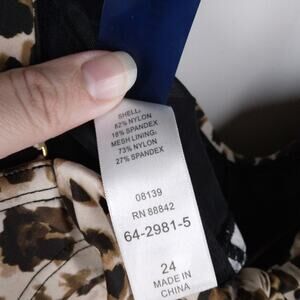 SHELL:
82% NYLON
18% SPANDEX
MESH LINING:
73% NYLON
27% SPANDEX
08139
RN 88842
64-2981-5
24
MADE IN
CHINA